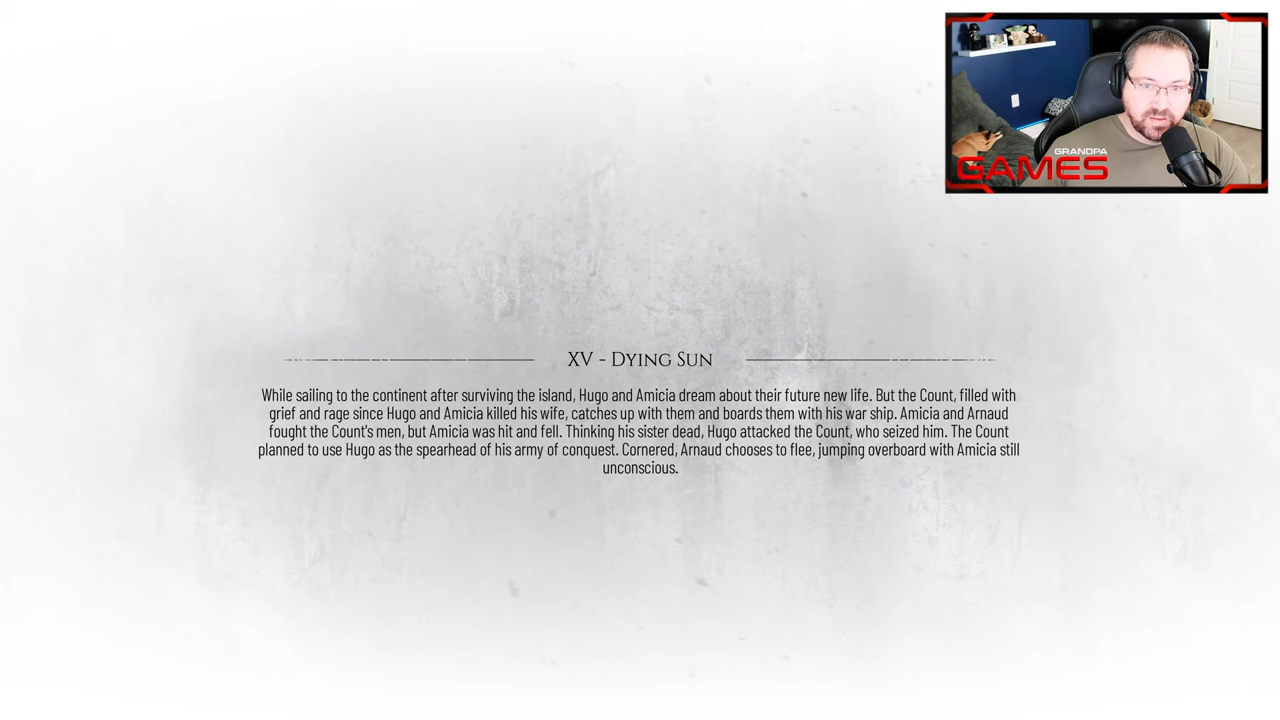 GRANDPA
GAMES
XV - Dying Sun
While sailing to the continent after surviving the island, Hugo and Amicia dream about their future new life. But the Count, filled with
grief and rage since Hugo and Amicia killed his wife, catches up with them and boards them with his war ship. Amicia and Arnaud
fought the Count's men, but Amicia was hit and fell. Thinking his sister dead, Hugo attacked the Count, who seized him. The Count
planned to use Hugo as the spearhead of his army of conquest. Cornered, Arnaud chooses to flee, jumping overboard with Amicia still
unconscious.